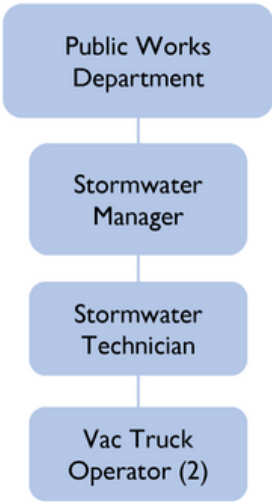 Public Works
Department
Stormwater
Manager
Stormwater
Technician
Vac Truck
Operator (2)